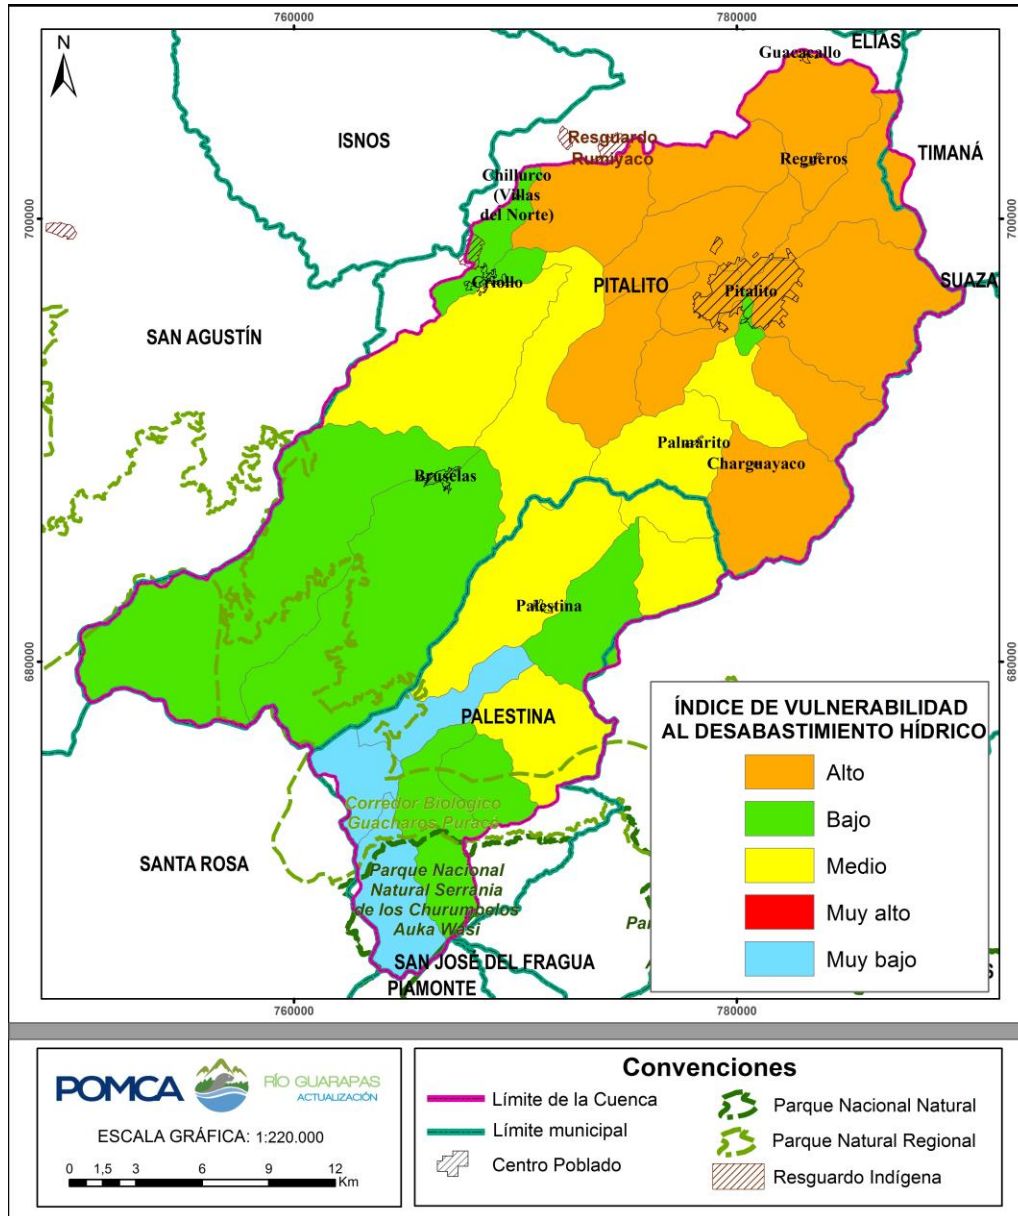 760000
780000
N
ELÍAS
Guacacallo
ISNOS
Resguardo
Rumiyaco
Regueros
TIMANÁ
Chillurco
(Villas
del Norte)
700000
700000
Criollo
PITALITO
Pitalito
SUAZA
SAN AGUSTÍN
Palmarito
Charguayaco
Bruselas
Palestina
680000
680000
PALESTINA
ÍNDICE DE VULNERABILIDAD
AL DESABASTIMIENTO HÍDRICO
Alto
Bajo
Medio
Muy alto
Muy bajo
Corredor Biologico
Guacharos Puracé
SANTA ROSA
Parque Nacional
Natural Serrania
de los Churumbelos
Auka Wasi
SAN JOSÉ DEL FRAGUA
PIAMONTE
760000
780000
POMCA
RÍO GUARAPAS
ACTUALIZACIÓN
ESCALA GRÁFICA: 1:220.000
0 1,5 3 6 9 12
Km
Convenciones
Límite de la Cuenca
Límite municipal
Centro Poblado
Parque Nacional Natural
Parque Natural Regional
Resguardo Indígena